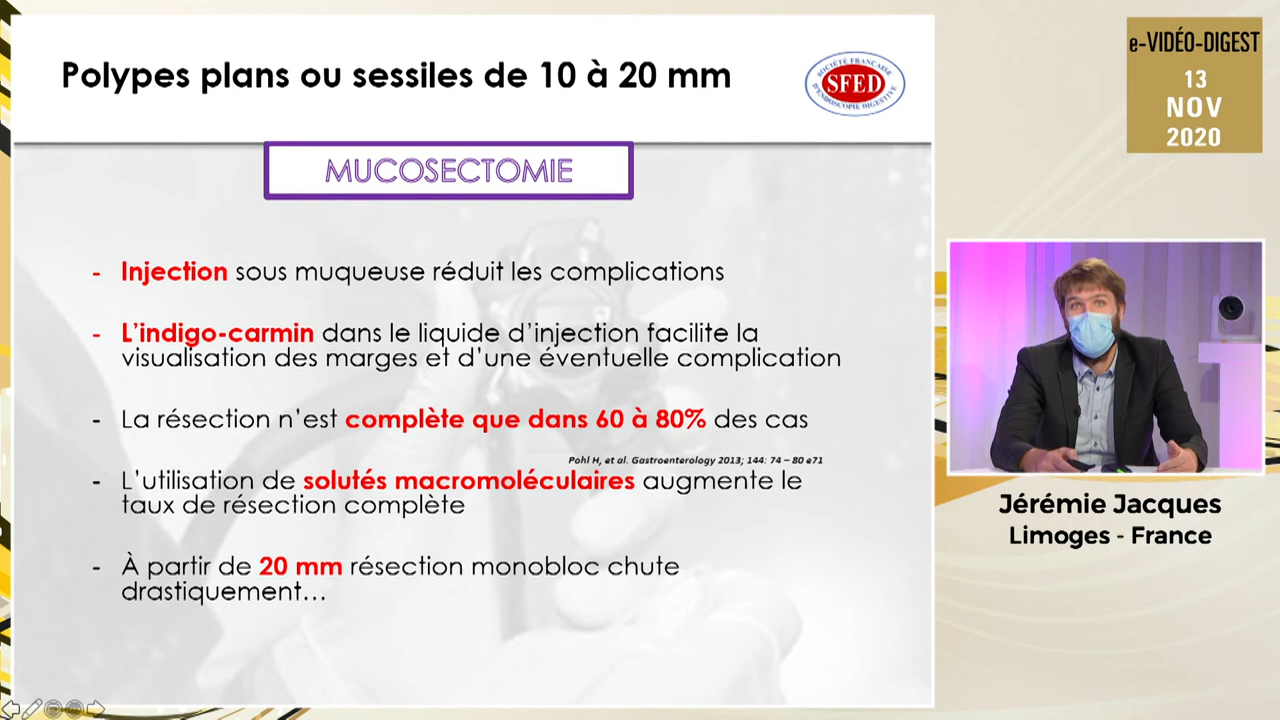 Polypes plans ou sessiles de 10 à 20 mm
SOCIÉTÉ FRANÇAISE
SFED
D'ENDOSCOPIE DIGESTIVE
MUCOSECTOMIE
- Injection sous muqueuse réduit les complications
- L'indigo-carmin dans le liquide d'injection facilite la
visualisation des marges et d'une éventuelle complication
- La résection n'est complète que dans 60 à 80% des cas
Pohl H, et al. Gastroenterology 2013; 144: 74 – 80 e71
- L'utilisation de solutés macromoléculaires augmente le
taux de résection complète
- À partir de 20 mm résection monobloc chute
drastiquement...
e-VIDÉO-DIGEST
13
NOV
2020
Jérémie Jacques
Limoges - France